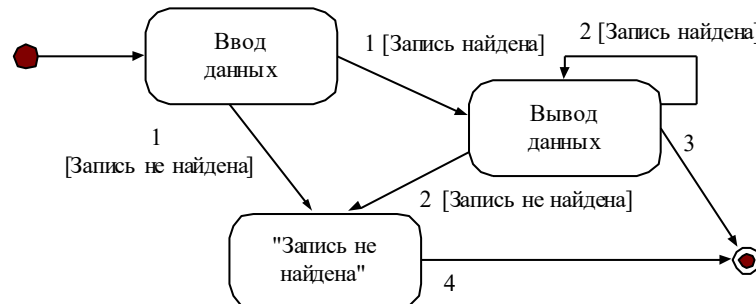 Ввод
данных
1 [Запись найдена]
2 [Запись найдена]
Вывод
данных
1
[Запись не найдена]
3
2 [Запись не найдена]
"Запись не
найдена"
4